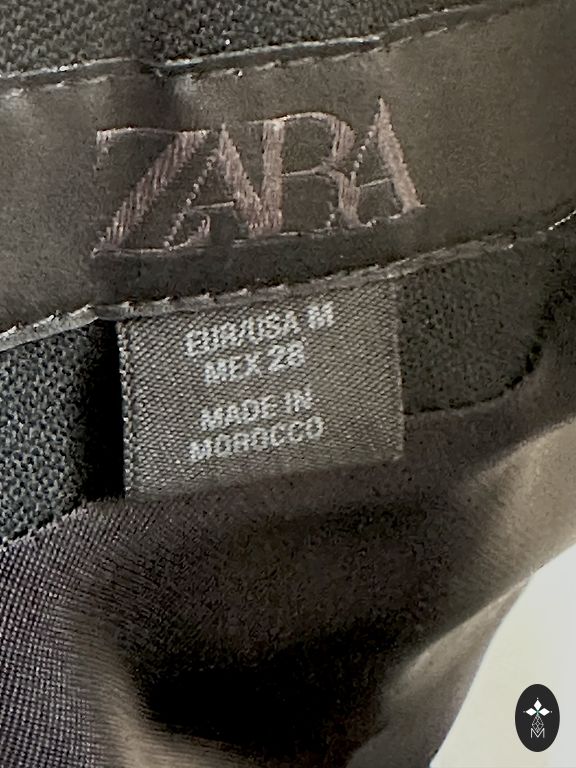 ZARA
EUR/USA M
MEX 28
MADE IN
MOROCCO
M